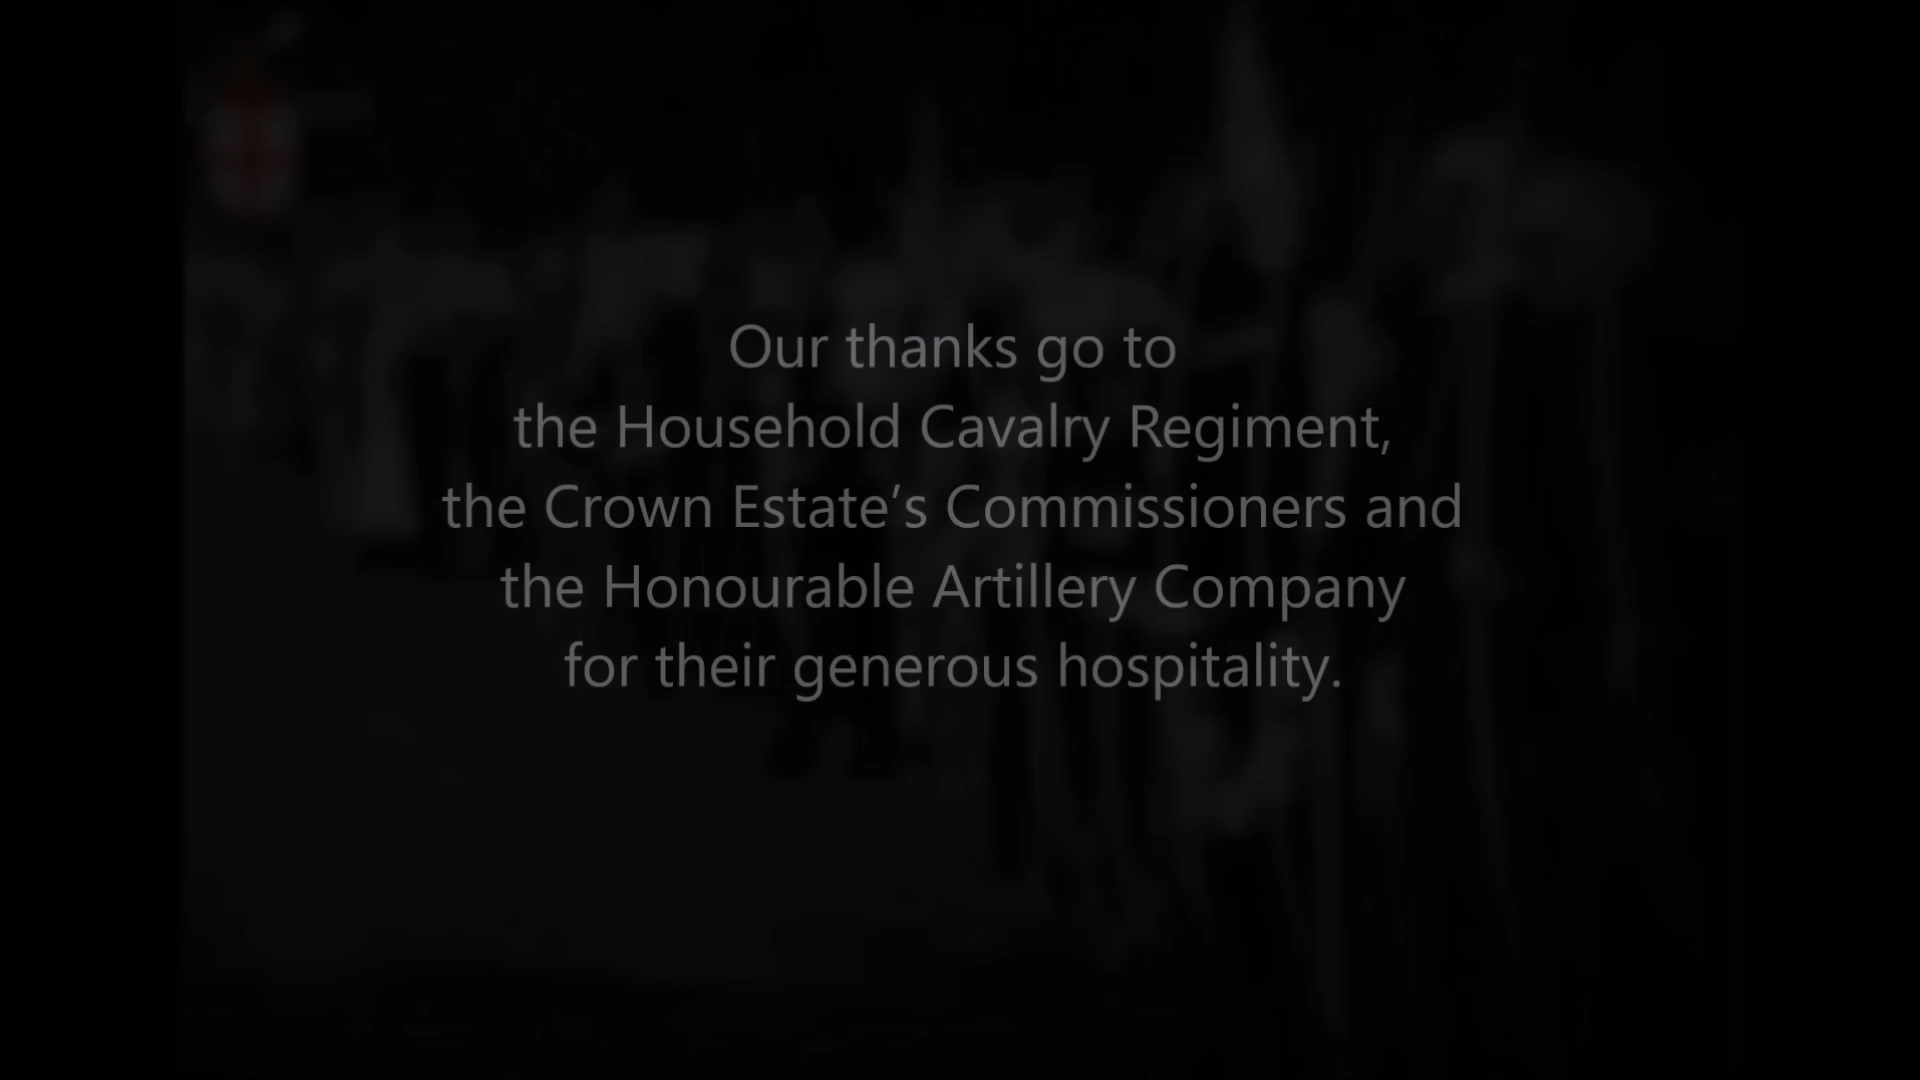 Our thanks go to
the Household Cavalry Regiment,
the Crown Estate’s Commissioners and
the Honourable Artillery Company
for their generous hospitality.